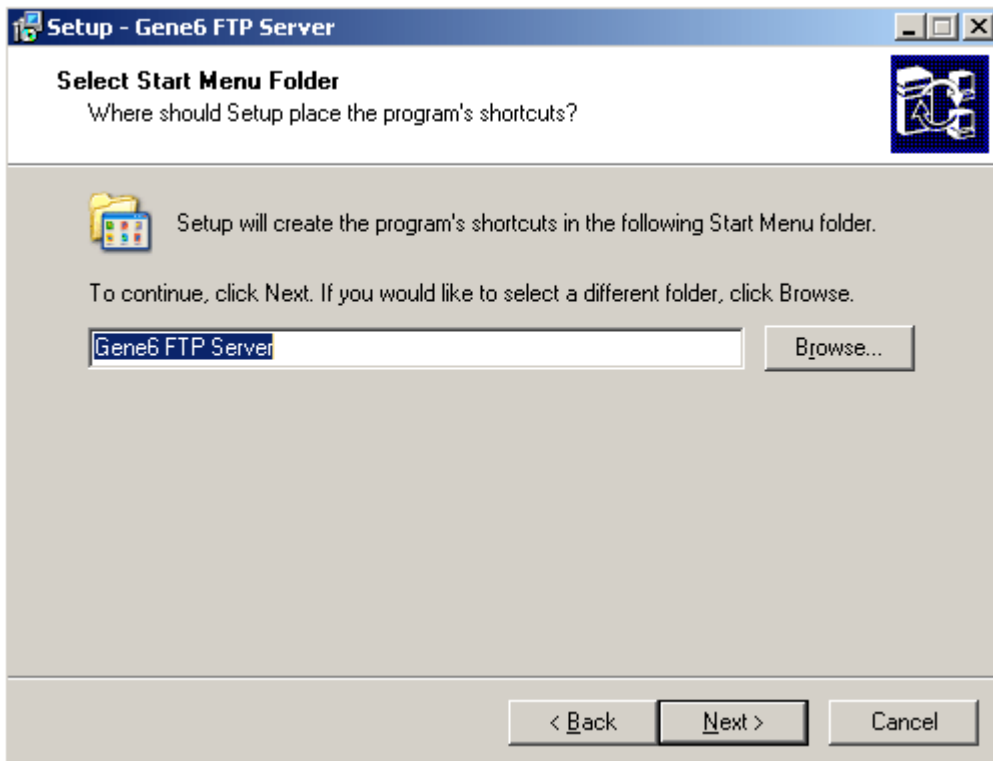 Setup - Gene6 FTP Server
Select Start Menu Folder
Where should Setup place the program's shortcuts?
Setup will create the program's shortcuts in the following Start Menu folder.
To continue, click Next. If you would like to select a different folder, click Browse.
Gene6 FTP Server
Browse...
< Back
Next >
Cancel